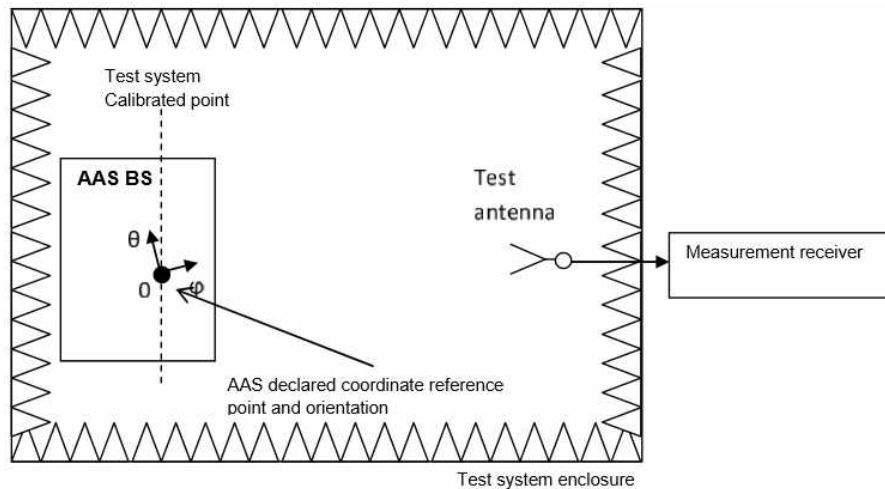 Test system
Calibrated point
AAS BS
Test
antenna
θ
0
φ
Measurement receiver
AAS declared coordinate reference
point and orientation
Test system enclosure